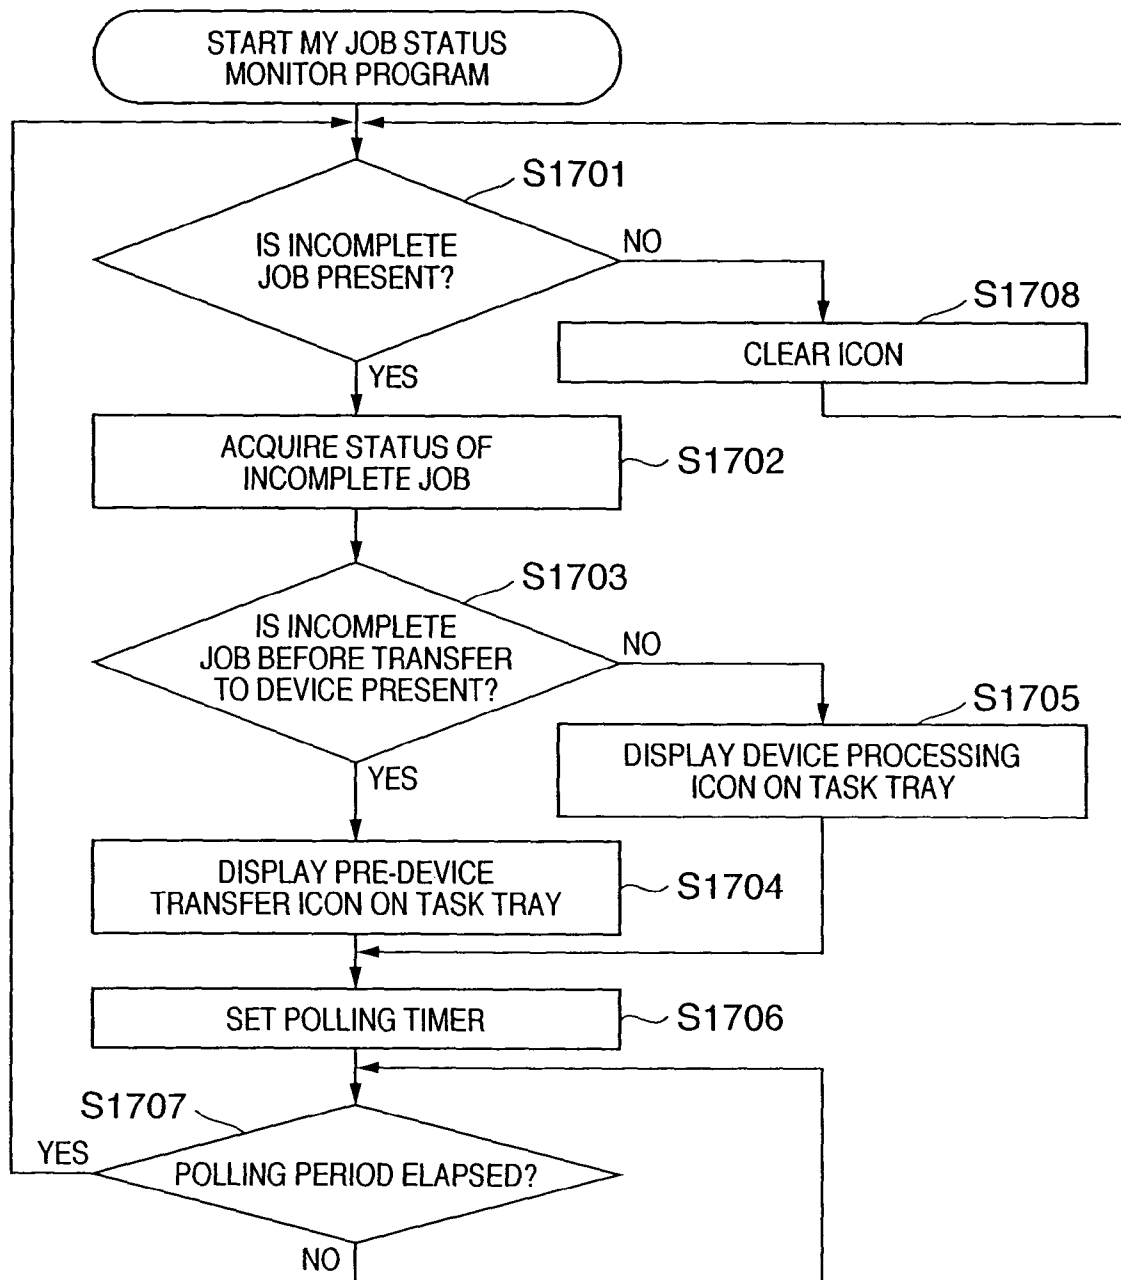 START MY JOB STATUS
MONITOR PROGRAM
S1701
IS INCOMPLETE
JOB PRESENT?
NO
YES
S1708
CLEAR ICON
ACQUIRE STATUS OF
INCOMPLETE JOB
S1702
S1703
IS INCOMPLETE
JOB BEFORE TRANSFER
TO DEVICE PRESENT?
NO
YES
S1705
DISPLAY DEVICE PROCESSING
ICON ON TASK TRAY
DISPLAY PRE-DEVICE
TRANSFER ICON ON TASK TRAY
S1704
SET POLLING TIMER
S1706
S1707
YES
POLLING PERIOD ELAPSED?
NO